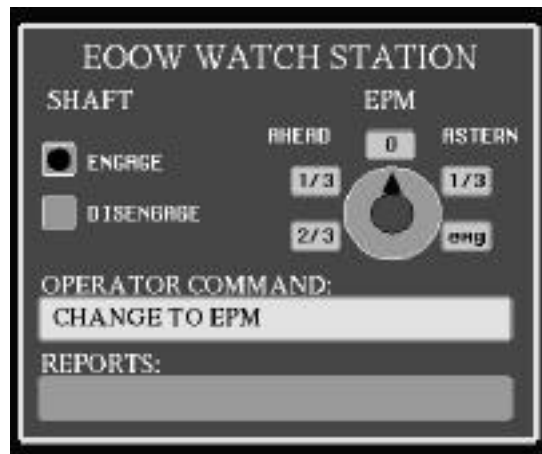 EOOW WATCH STATION
SHAFT EPM
AHEAD 0 ASTERN
ENGAGE 1/3 1/3
DISENGAGE 2/3 emg
OPERATOR COMMAND:
CHANGE TO EPM
REPORTS: